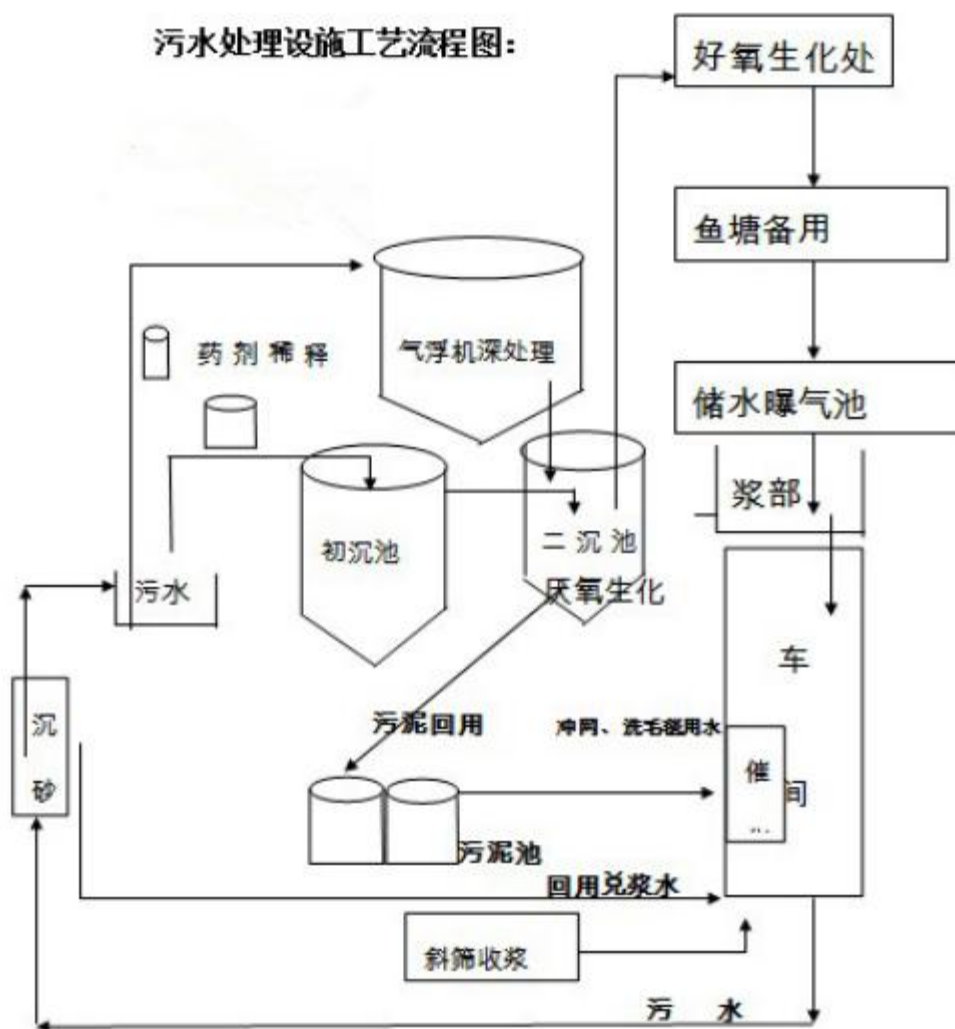 污水处理设施工艺流程图：
好氧生化处
鱼塘备用
气浮机深处理
药剂稀释
储水曝气池
浆部
初沉池
二沉池
厌氧生化
污水
车
间
沉
砂
污泥回用
冲网、洗毛毯用水
催
…
污泥池
回用兑浆水
斜筛收浆
污 水